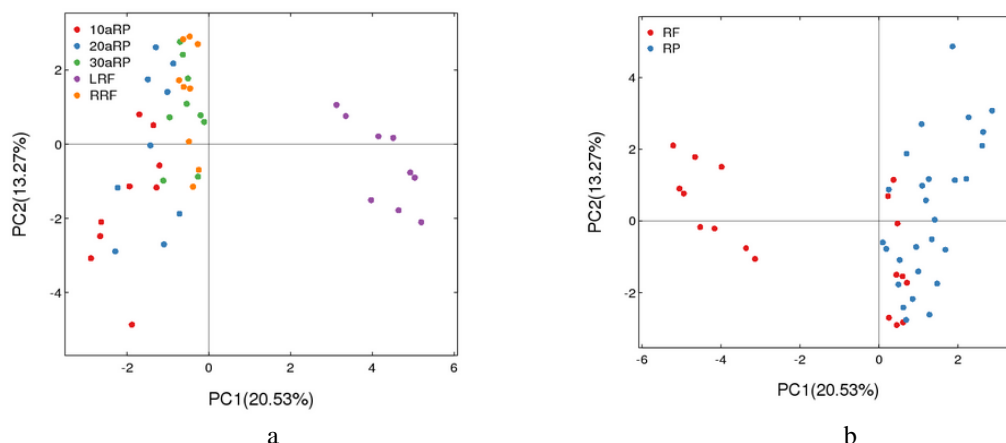 10aRP
20aRP
30aRP
LRF
RRF
PC2(13.27%)
2
0
-2
-4
-2
0
2
4
6
PC1(20.53%)
a
RF
RP
PC2(13.27%)
4
2
0
-2
-6
-4
-2
0
2
PC1(20.53%)
b